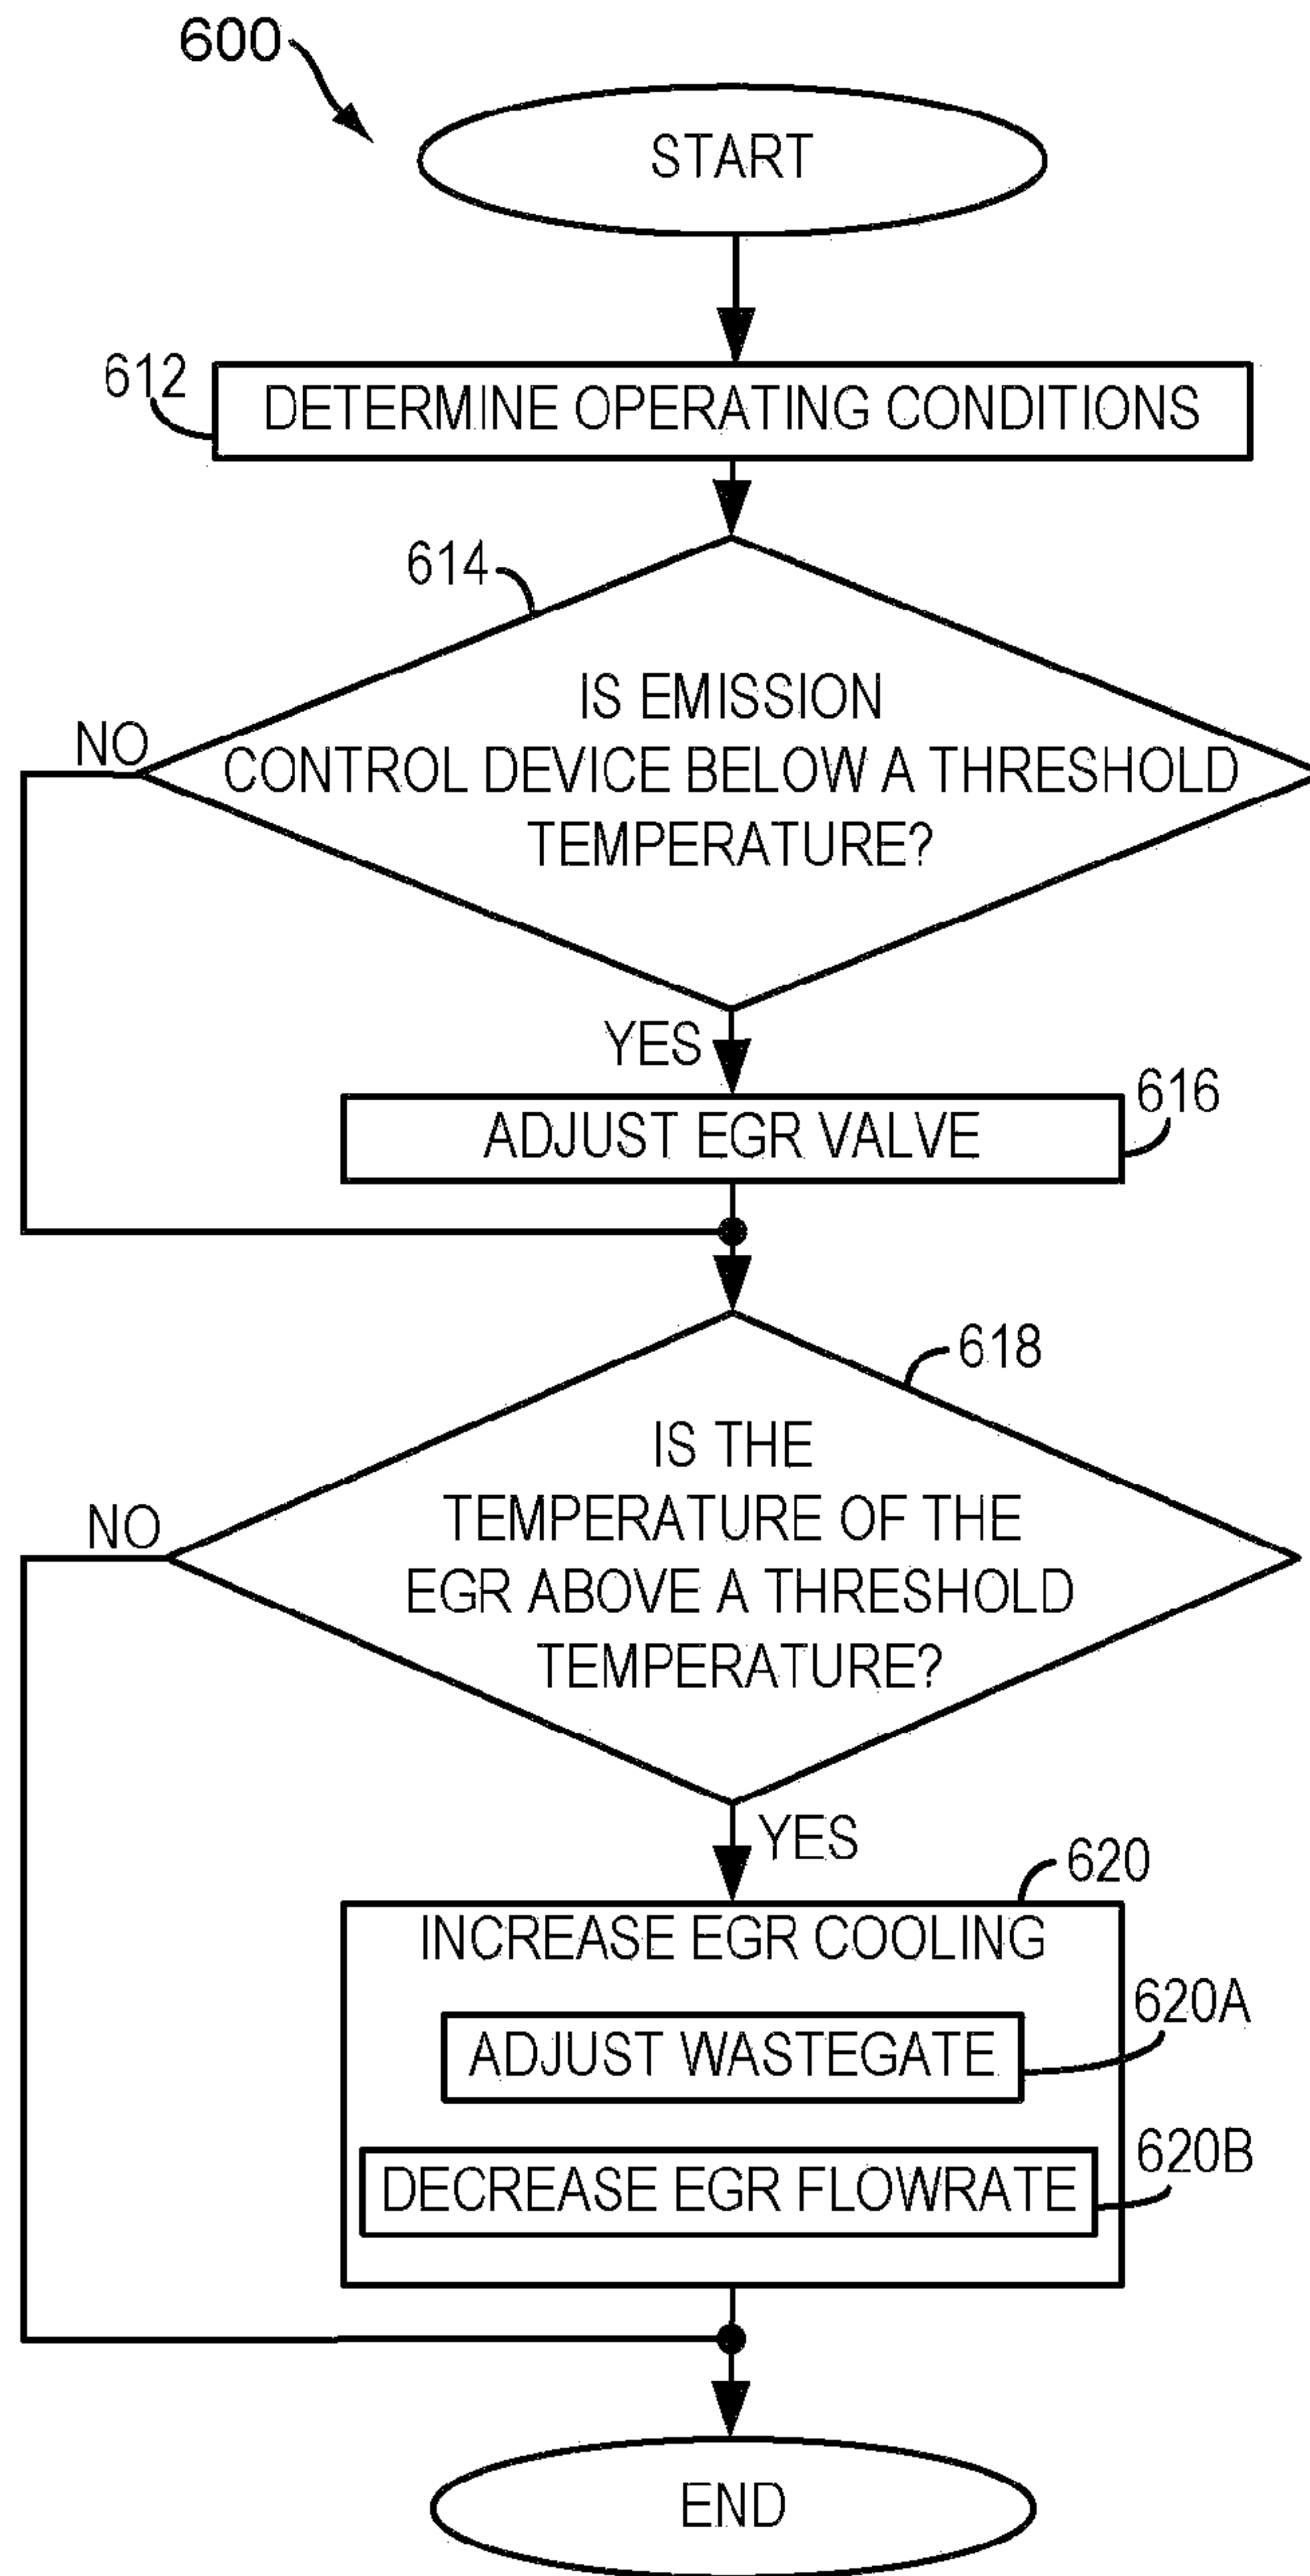 600
START
612
DETERMINE OPERATING CONDITIONS
614
IS EMISSION
CONTROL DEVICE BELOW A THRESHOLD
TEMPERATURE?
NO
YES
616
ADJUST EGR VALVE
618
IS THE
TEMPERATURE OF THE
EGR ABOVE A THRESHOLD
TEMPERATURE?
NO
YES
620
INCREASE EGR COOLING
620A
ADJUST WASTEGATE
620B
DECREASE EGR FLOWRATE
END